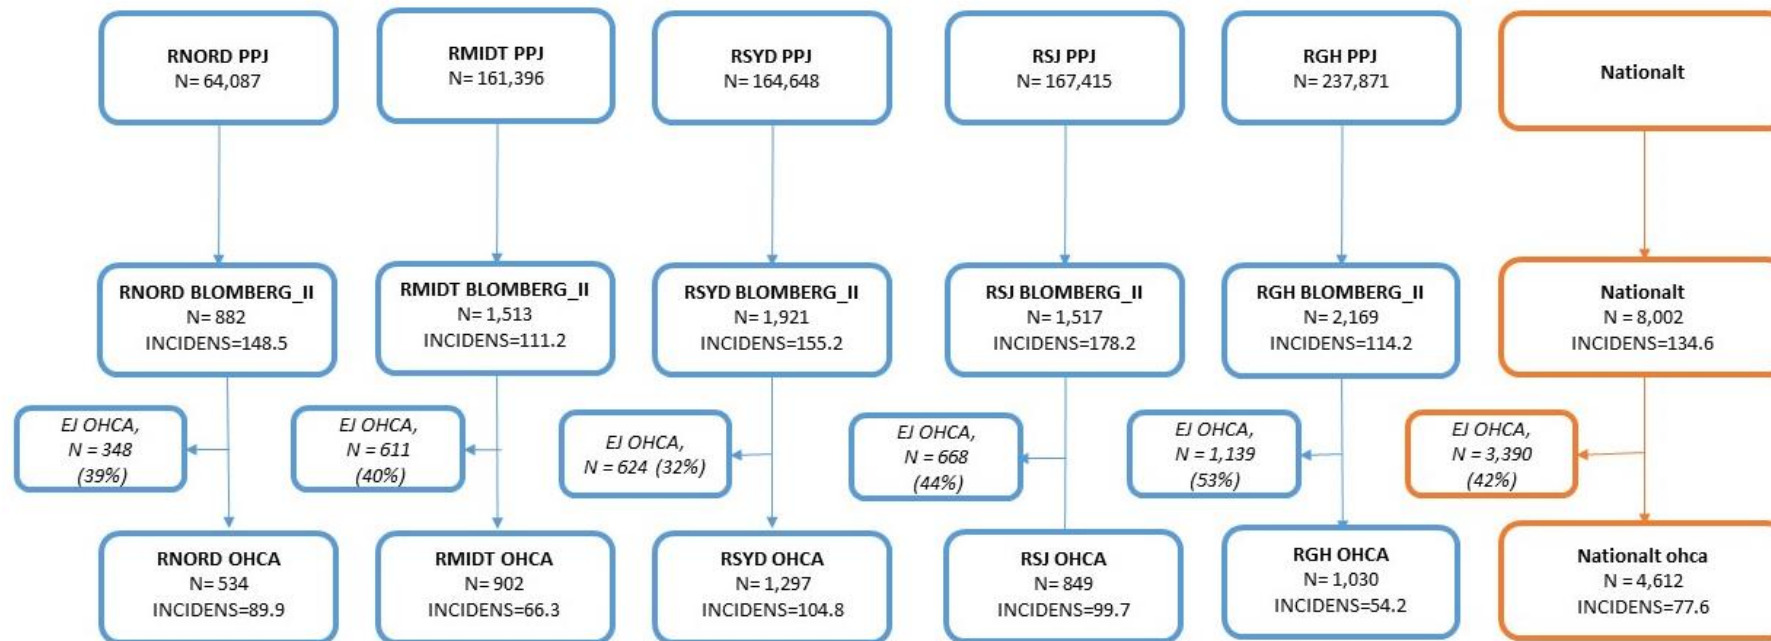 RNORD PPJ
N= 64,087
RMIDT PPJ
N= 161,396
RSYD PPJ
N= 164,648
RSJ PPJ
N= 167,415
RGH PPJ
N= 237,871
Nationalt
RNORD BLOMBERG_II
N= 882
INCIDENS=148.5
RMIDT BLOMBERG_II
N= 1,513
INCIDENS=111.2
RSYD BLOMBERG_II
N= 1,921
INCIDENS=155.2
RSJ BLOMBERG_II
N= 1,517
INCIDENS=178.2
RGH BLOMBERG_II
N= 2,169
INCIDENS=114.2
Nationalt
N = 8,002
INCIDENS=134.6
EJ OHCA,
N = 348
(39%)
EJ OHCA,
N = 611
(40%)
EJ OHCA,
N = 624 (32%)
EJ OHCA,
N = 668
(44%)
EJ OHCA,
N = 1,139
(53%)
EJ OHCA,
N = 3,390
(42%)
RNORD OHCA
N= 534
INCIDENS=89.9
RMIDT OHCA
N= 902
INCIDENS=66.3
RSYD OHCA
N= 1,297
INCIDENS=104.8
RSJ OHCA
N= 849
INCIDENS=99.7
RGH OHCA
N= 1,030
INCIDENS=54.2
Nationalt ohca
N = 4,612
INCIDENS=77.6